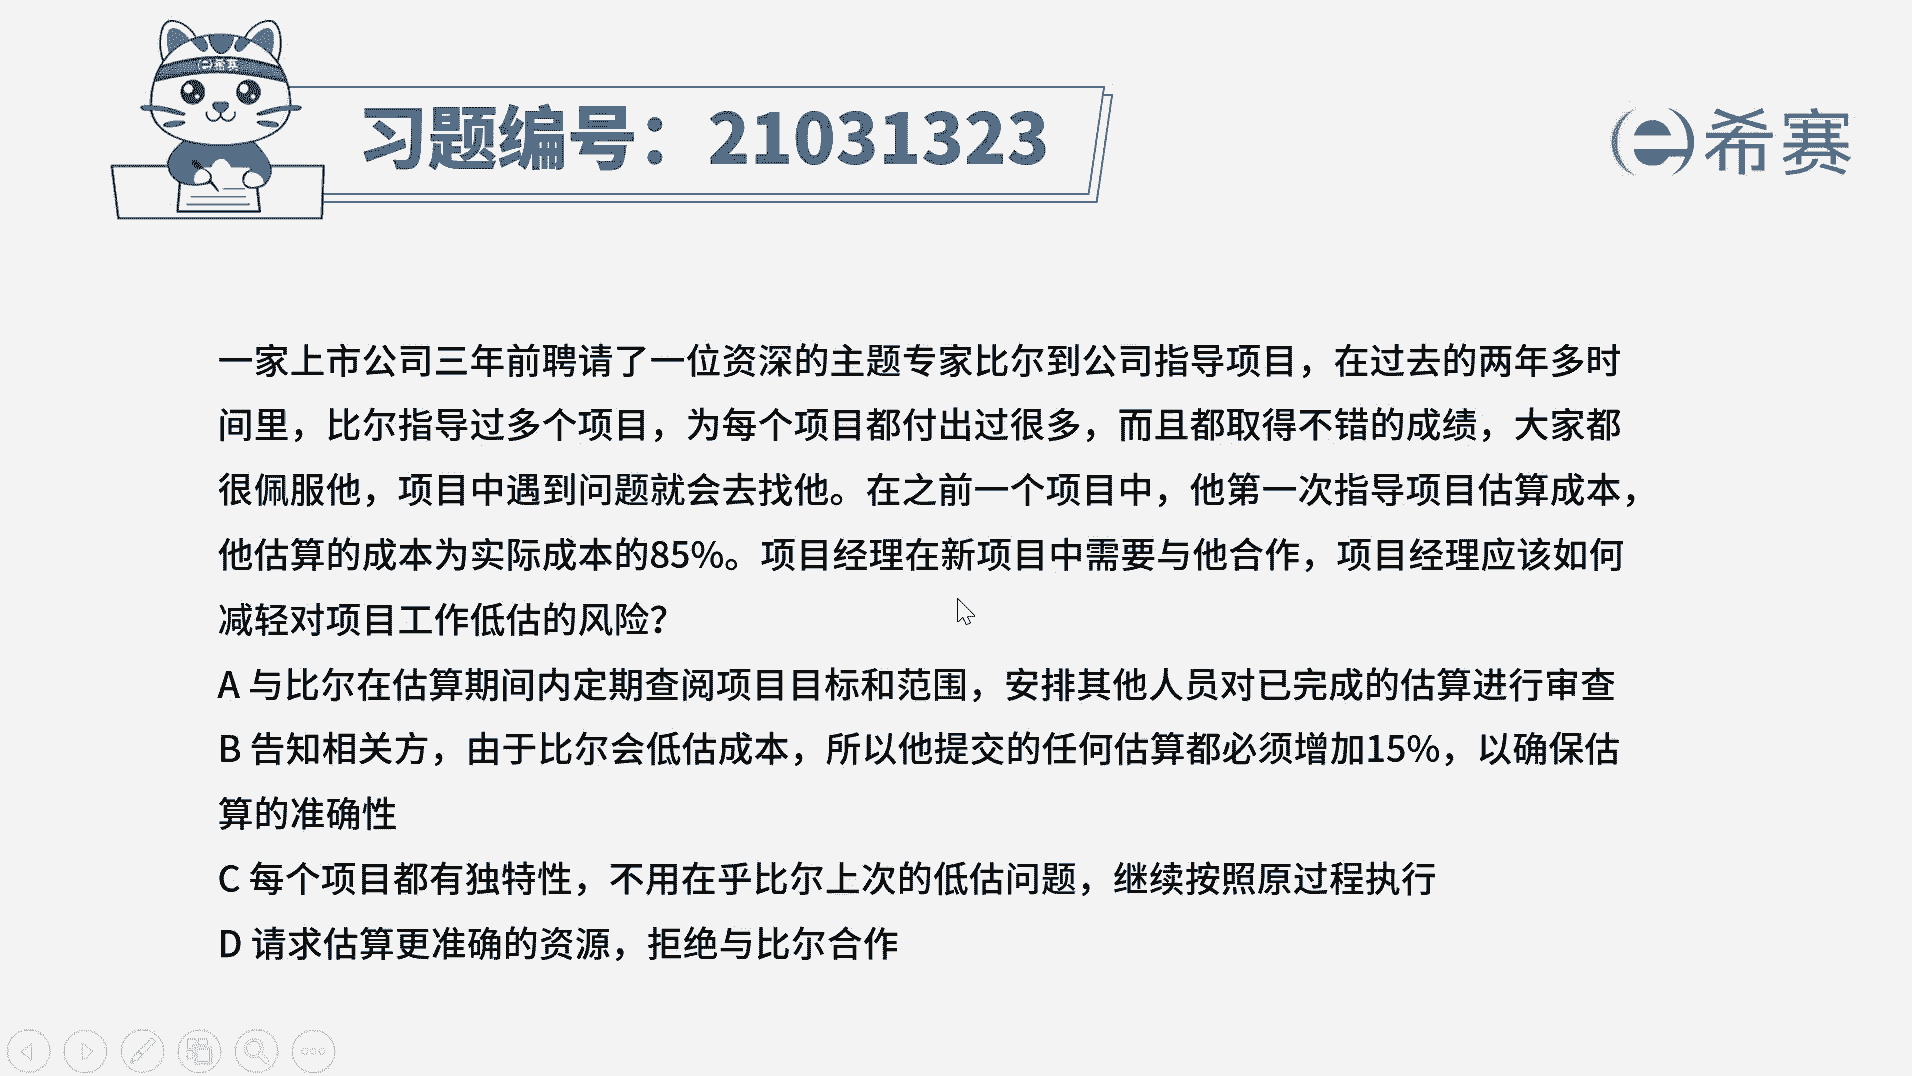 希赛
习题编号：21031323
希赛
一家上市公司三年前聘请了一位资深的主题专家比尔到公司指导项目，在过去的两年多时
间里，比尔指导过多个项目，为每个项目都付出过很多，而且都取得不错的成绩，大家都
很佩服他，项目中遇到问题就会去找他。在之前一个项目中，他第一次指导项目估算成本，
他估算的成本为实际成本的85%。项目经理在新项目中需要与他合作，项目经理应该如何
减轻对项目工作低估的风险？
A 与比尔在估算期间内定期查阅项目目标和范围，安排其他人员对已完成的估算进行审查
B 告知相关方，由于比尔会低估成本，所以他提交的任何估算都必须增加15%，以确保估
算的准确性
C 每个项目都有独特性，不用在乎比尔上次的低估问题，继续按照原过程执行
D 请求估算更准确的资源，拒绝与比尔合作